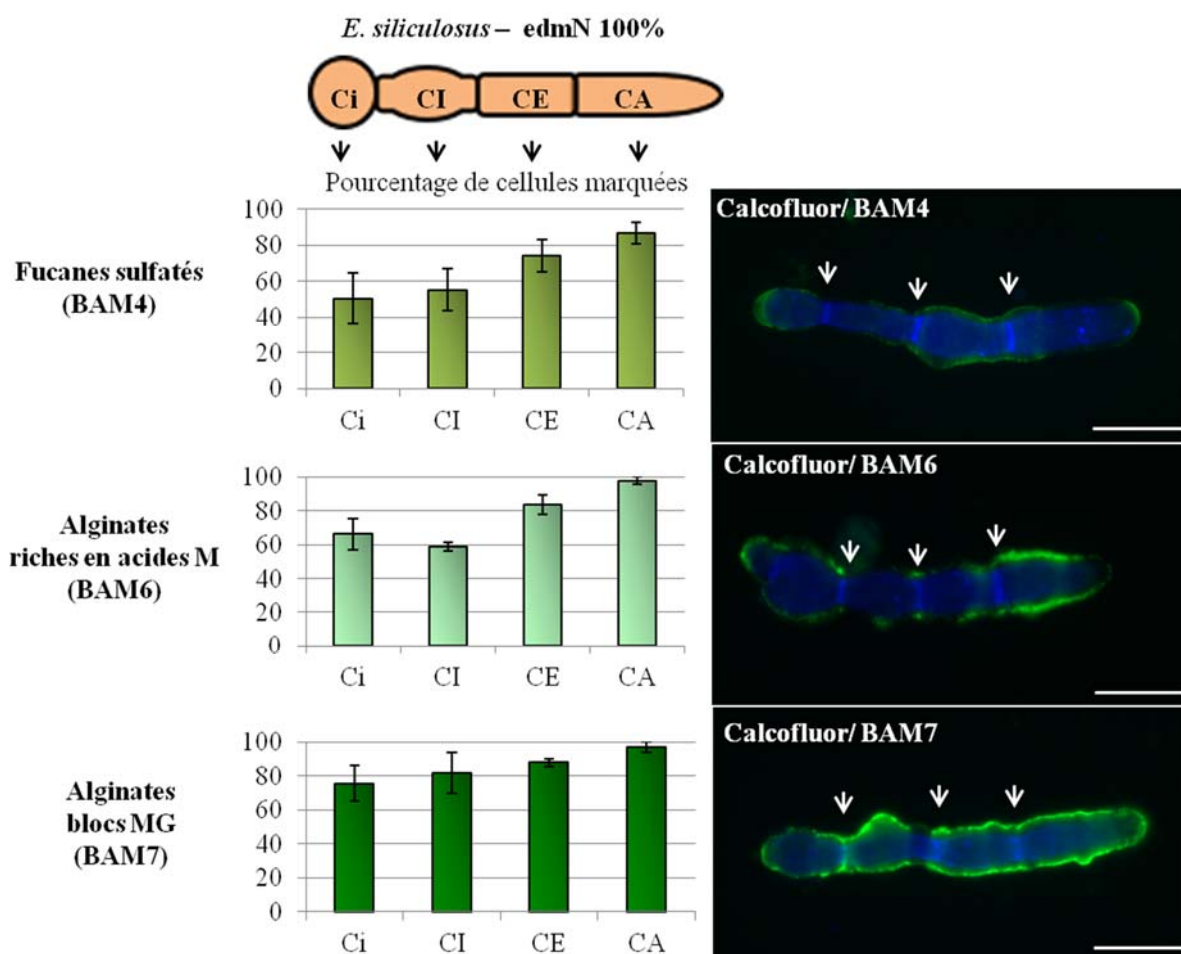 E. siliculosus – edmN 100%
Ci CI CE CA
Pourcentage de cellules marquées
Fucanes sulfatés
(BAM4)
100
80
60
40
20
0
Ci CI CE CA
Calcofluor/ BAM4
Alginates
riches en acides M
(BAM6)
100
80
60
40
20
0
Ci CI CE CA
Calcofluor/ BAM6
Alginates
blocs MG
(BAM7)
100
80
60
40
20
0
Ci CI CE CA
Calcofluor/ BAM7